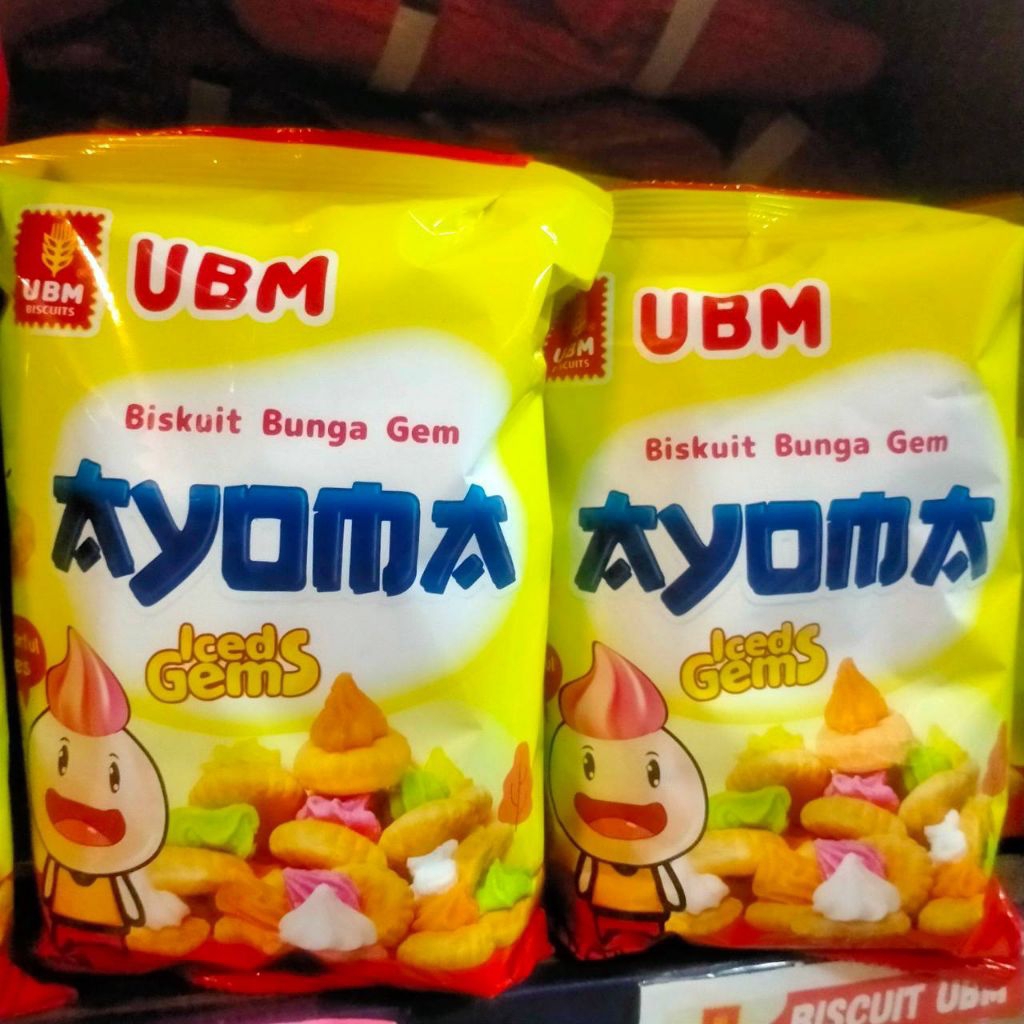 UBM
BISCUITS
UBM
Biskuit Bunga Gem
AYOMA
Iced
Gems
UBM
UBM
Biskuit Bunga Gem
AYOMA
Iced
Gems
BISCUIT UBM